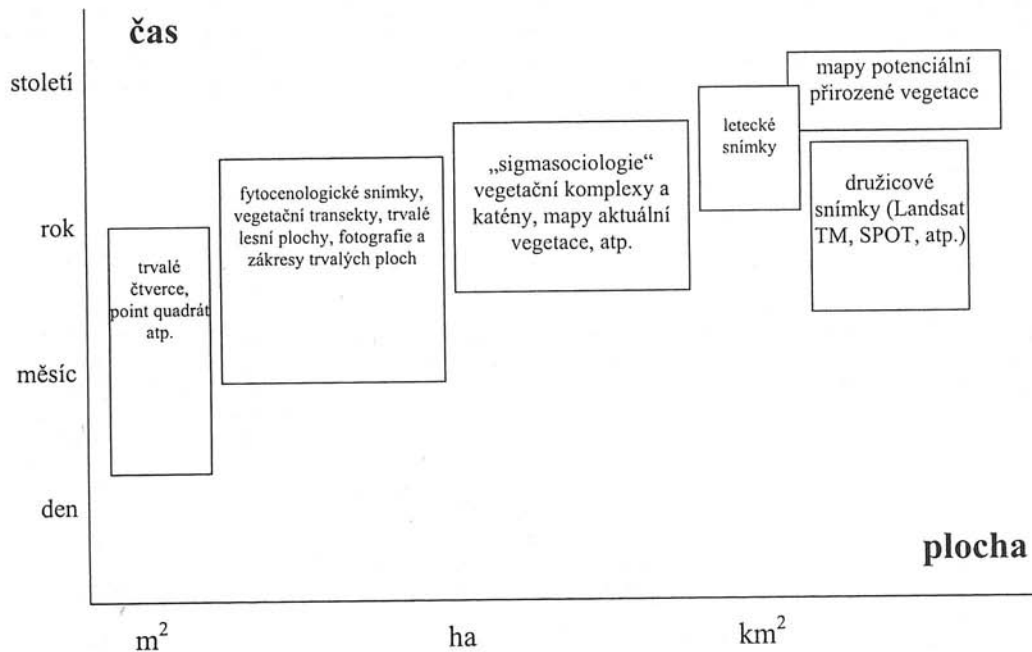 čas
století
rok
měsíc
den
mapy potenciální
přirozené vegetace
letecké
snímky
družicové
snímky (Landsat
TM, SPOT, atp.)
„sigmasociologie“
vegetační komplexy a
katény, mapy aktuální
vegetace, atp.
fytocenologické snímky,
vegetační transekty, trvalé
lesní plochy, fotografie a
zákresy trvalých ploch
trvalé
čtverce,
point quadrát
atp.
plocha
m²
ha
km²